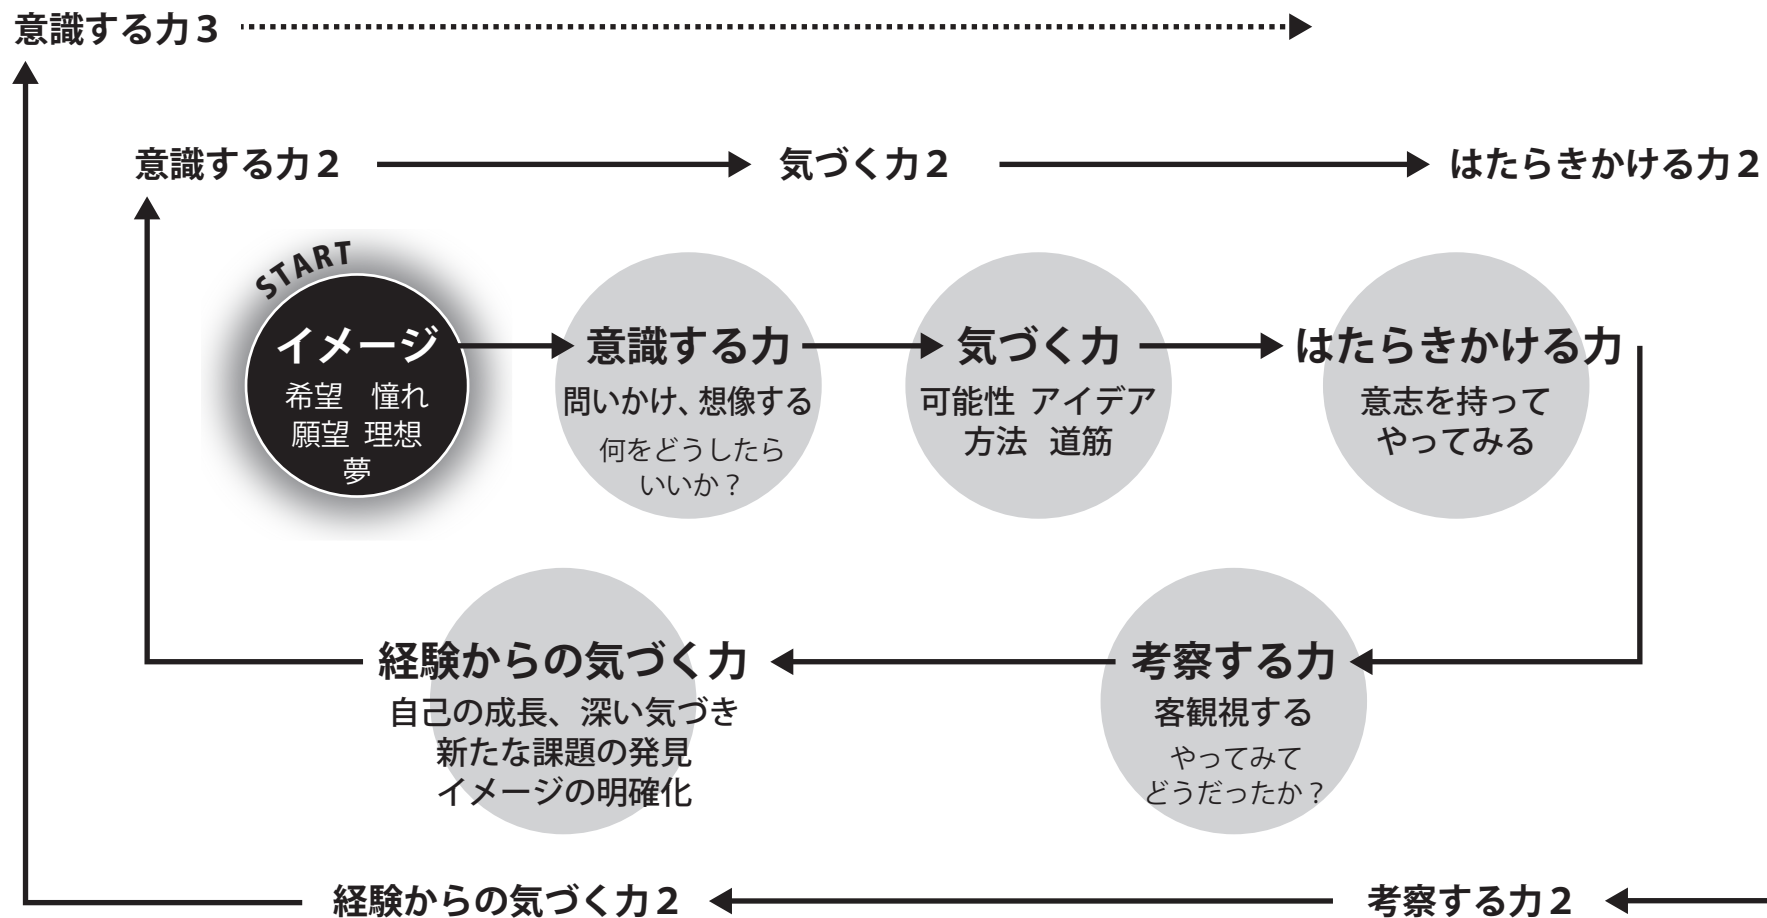 意識する力3
意識する力2
気づく力2
はたらきかける力2
START
イメージ
希望 憧れ
願望 理想
夢
意識する力
問いかけ、想像する
何をどうしたら
いいか？
気づく力
可能性 アイデア
方法 道筋
はたらきかける力
意志を持って
やってみる
経験からの気づく力
自己の成長、深い気づき
新たな課題の発見
イメージの明確化
考察する力
客観視する
やってみて
どうだったか？
経験からの気づく力2
考察する力2